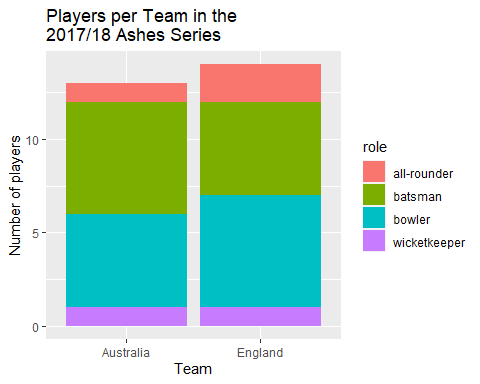 Players per Team in the
2017/18 Ashes Series
Number of players
10
5
0
Australia
England
Team
role
all-rounder
batsman
bowler
wicketkeeper